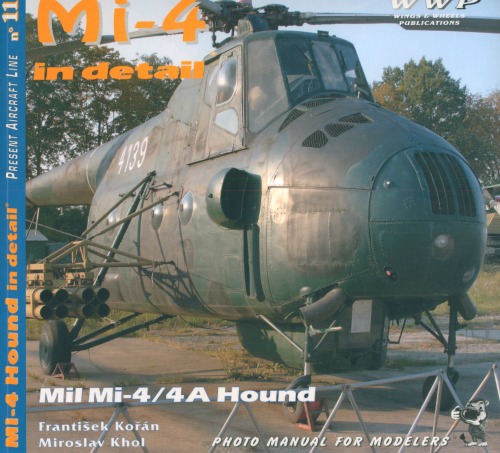 Mi-4
in detail
WWP
WINGS & WHEELS
PUBLICATIONS
PRESENT AIRCRAFT LINE n° 11
Mi-4 Hound in detail
4139
Mil Mi-4/4A Hound
František Kořán
Miroslav Khol
PHOTO MANUAL FOR MODELERS